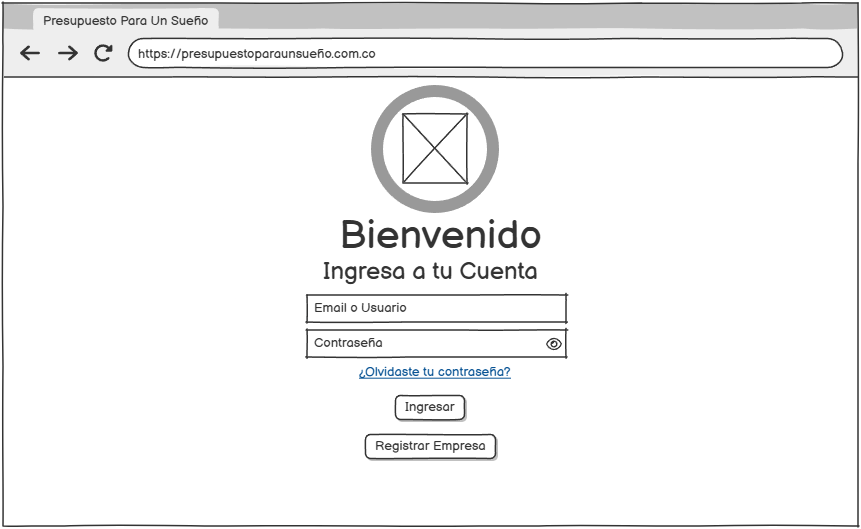 Presupuesto Para Un Sueño
https://presupuestoparaunsueño.com.co
Bienvenido
Ingresa a tu Cuenta
Email o Usuario
Contraseña
¿Olvidaste tu contraseña?
Ingresar
Registrar Empresa